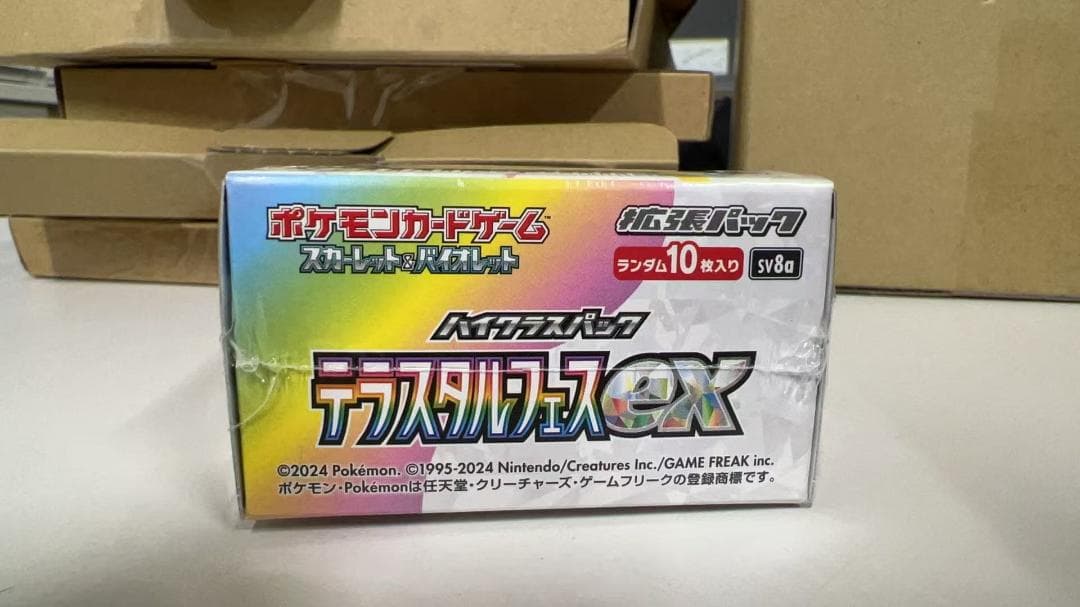 ポケモンカードゲーム
スカーレット&バイオレット
拡張パック
ランダム10枚入り
SV8a
ハイクラスパック
テラスタルフェスex
©2024 Pokémon. ©1995-2024 Nintendo/Creatures Inc./GAME FREAK inc.
ポケモン・Pokémonは任天堂・クリーチャーズ・ゲームフリークの登録商標です。